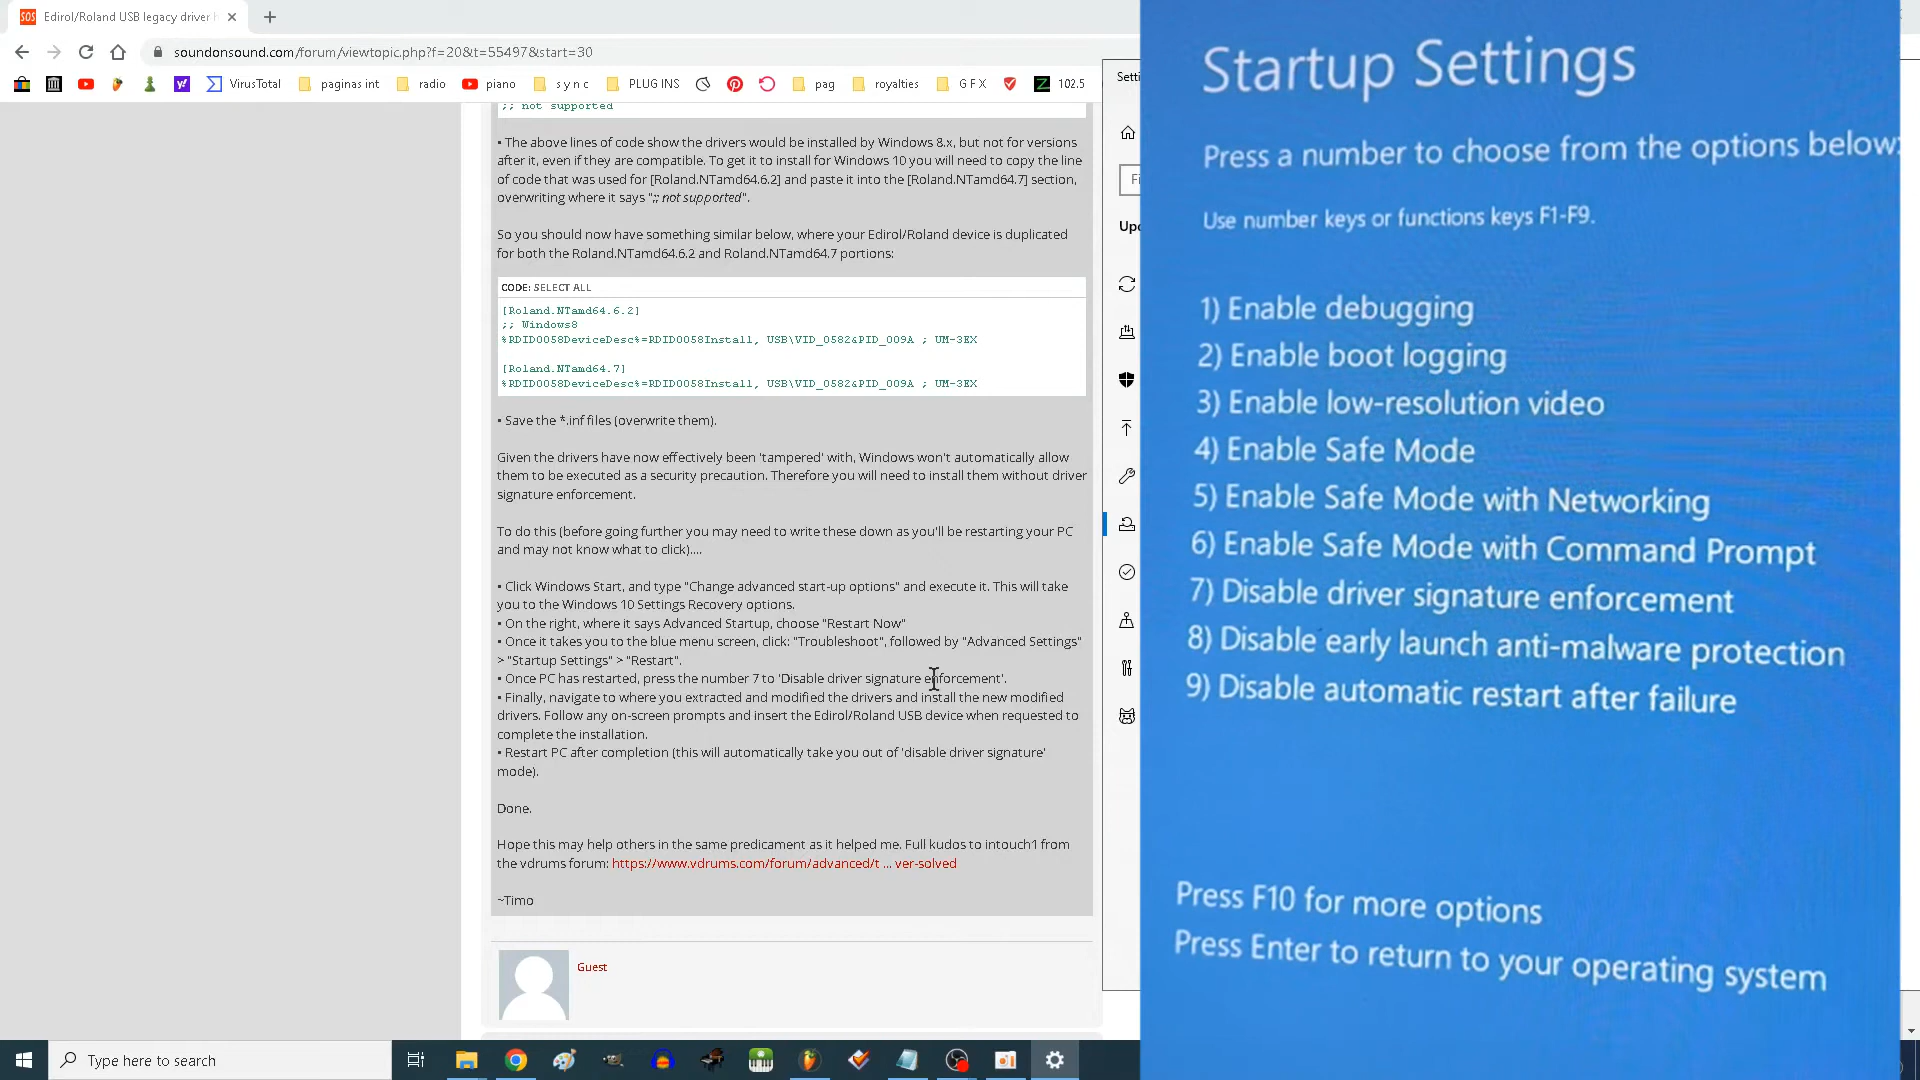 SOS Edirol/Roland USB legacy driver h
soundonsound.com/forum/viewtopic.php?f=20&t=55497&start=30
VirusTotal paginas int radio piano s y n c PLUG INS pag royalties G F X Z 102.5
;; not supported
▪ The above lines of code show the drivers would be installed by Windows 8.x, but not for versions
after it, even if they are compatible. To get it to install for Windows 10 you will need to copy the line
of code that was used for [Roland.NTamd64.6.2] and paste it into the [Roland.NTamd64.7] section,
overwriting where it says ";; not supported".
So you should now have something similar below, where your Edirol/Roland device is duplicated
for both the Roland.NTamd64.6.2 and Roland.NTamd64.7 portions:
CODE: SELECT ALL
[Roland.NTamd64.6.2]
;; Windows8
%RDID0058DeviceDesc%=RDID0058Install, USB\VID_0582&PID_009A ; UM-3EX
[Roland.NTamd64.7]
%RDID0058DeviceDesc%=RDID0058Install, USB\VID_0582&PID_009A ; UM-3EX
▪ Save the *.inf files (overwrite them).
Given the drivers have now effectively been 'tampered' with, Windows won't automatically allow
them to be executed as a security precaution. Therefore you will need to install them without driver
signature enforcement.
To do this (before going further you may need to write these down as you'll be restarting your PC
and may not know what to click)....
▪ Click Windows Start, and type "Change advanced start-up options" and execute it. This will take
you to the Windows 10 Settings Recovery options.
▪ On the right, where it says Advanced Startup, choose "Restart Now"
▪ Once it takes you to the blue menu screen, click: "Troubleshoot", followed by "Advanced Settings"
> "Startup Settings" > "Restart".
▪ Once PC has restarted, press the number 7 to 'Disable driver signature enforcement'.
▪ Finally, navigate to where you extracted and modified the drivers and install the new modified
drivers. Follow any on-screen prompts and insert the Edirol/Roland USB device when requested to
complete the installation.
▪ Restart PC after completion (this will automatically take you out of 'disable driver signature'
mode).
Done.
Hope this may help others in the same predicament as it helped me. Full kudos to intouch1 from
the vdrums forum: https://www.vdrums.com/forum/advanced/t ... ver-solved
~Timo
Guest
Setti
Fi
Upd
Startup Settings
Press a number to choose from the options below:
Use number keys or functions keys F1-F9.
1) Enable debugging
2) Enable boot logging
3) Enable low-resolution video
4) Enable Safe Mode
5) Enable Safe Mode with Networking
6) Enable Safe Mode with Command Prompt
7) Disable driver signature enforcement
8) Disable early launch anti-malware protection
9) Disable automatic restart after failure
Press F10 for more options
Press Enter to return to your operating system
Type here to search